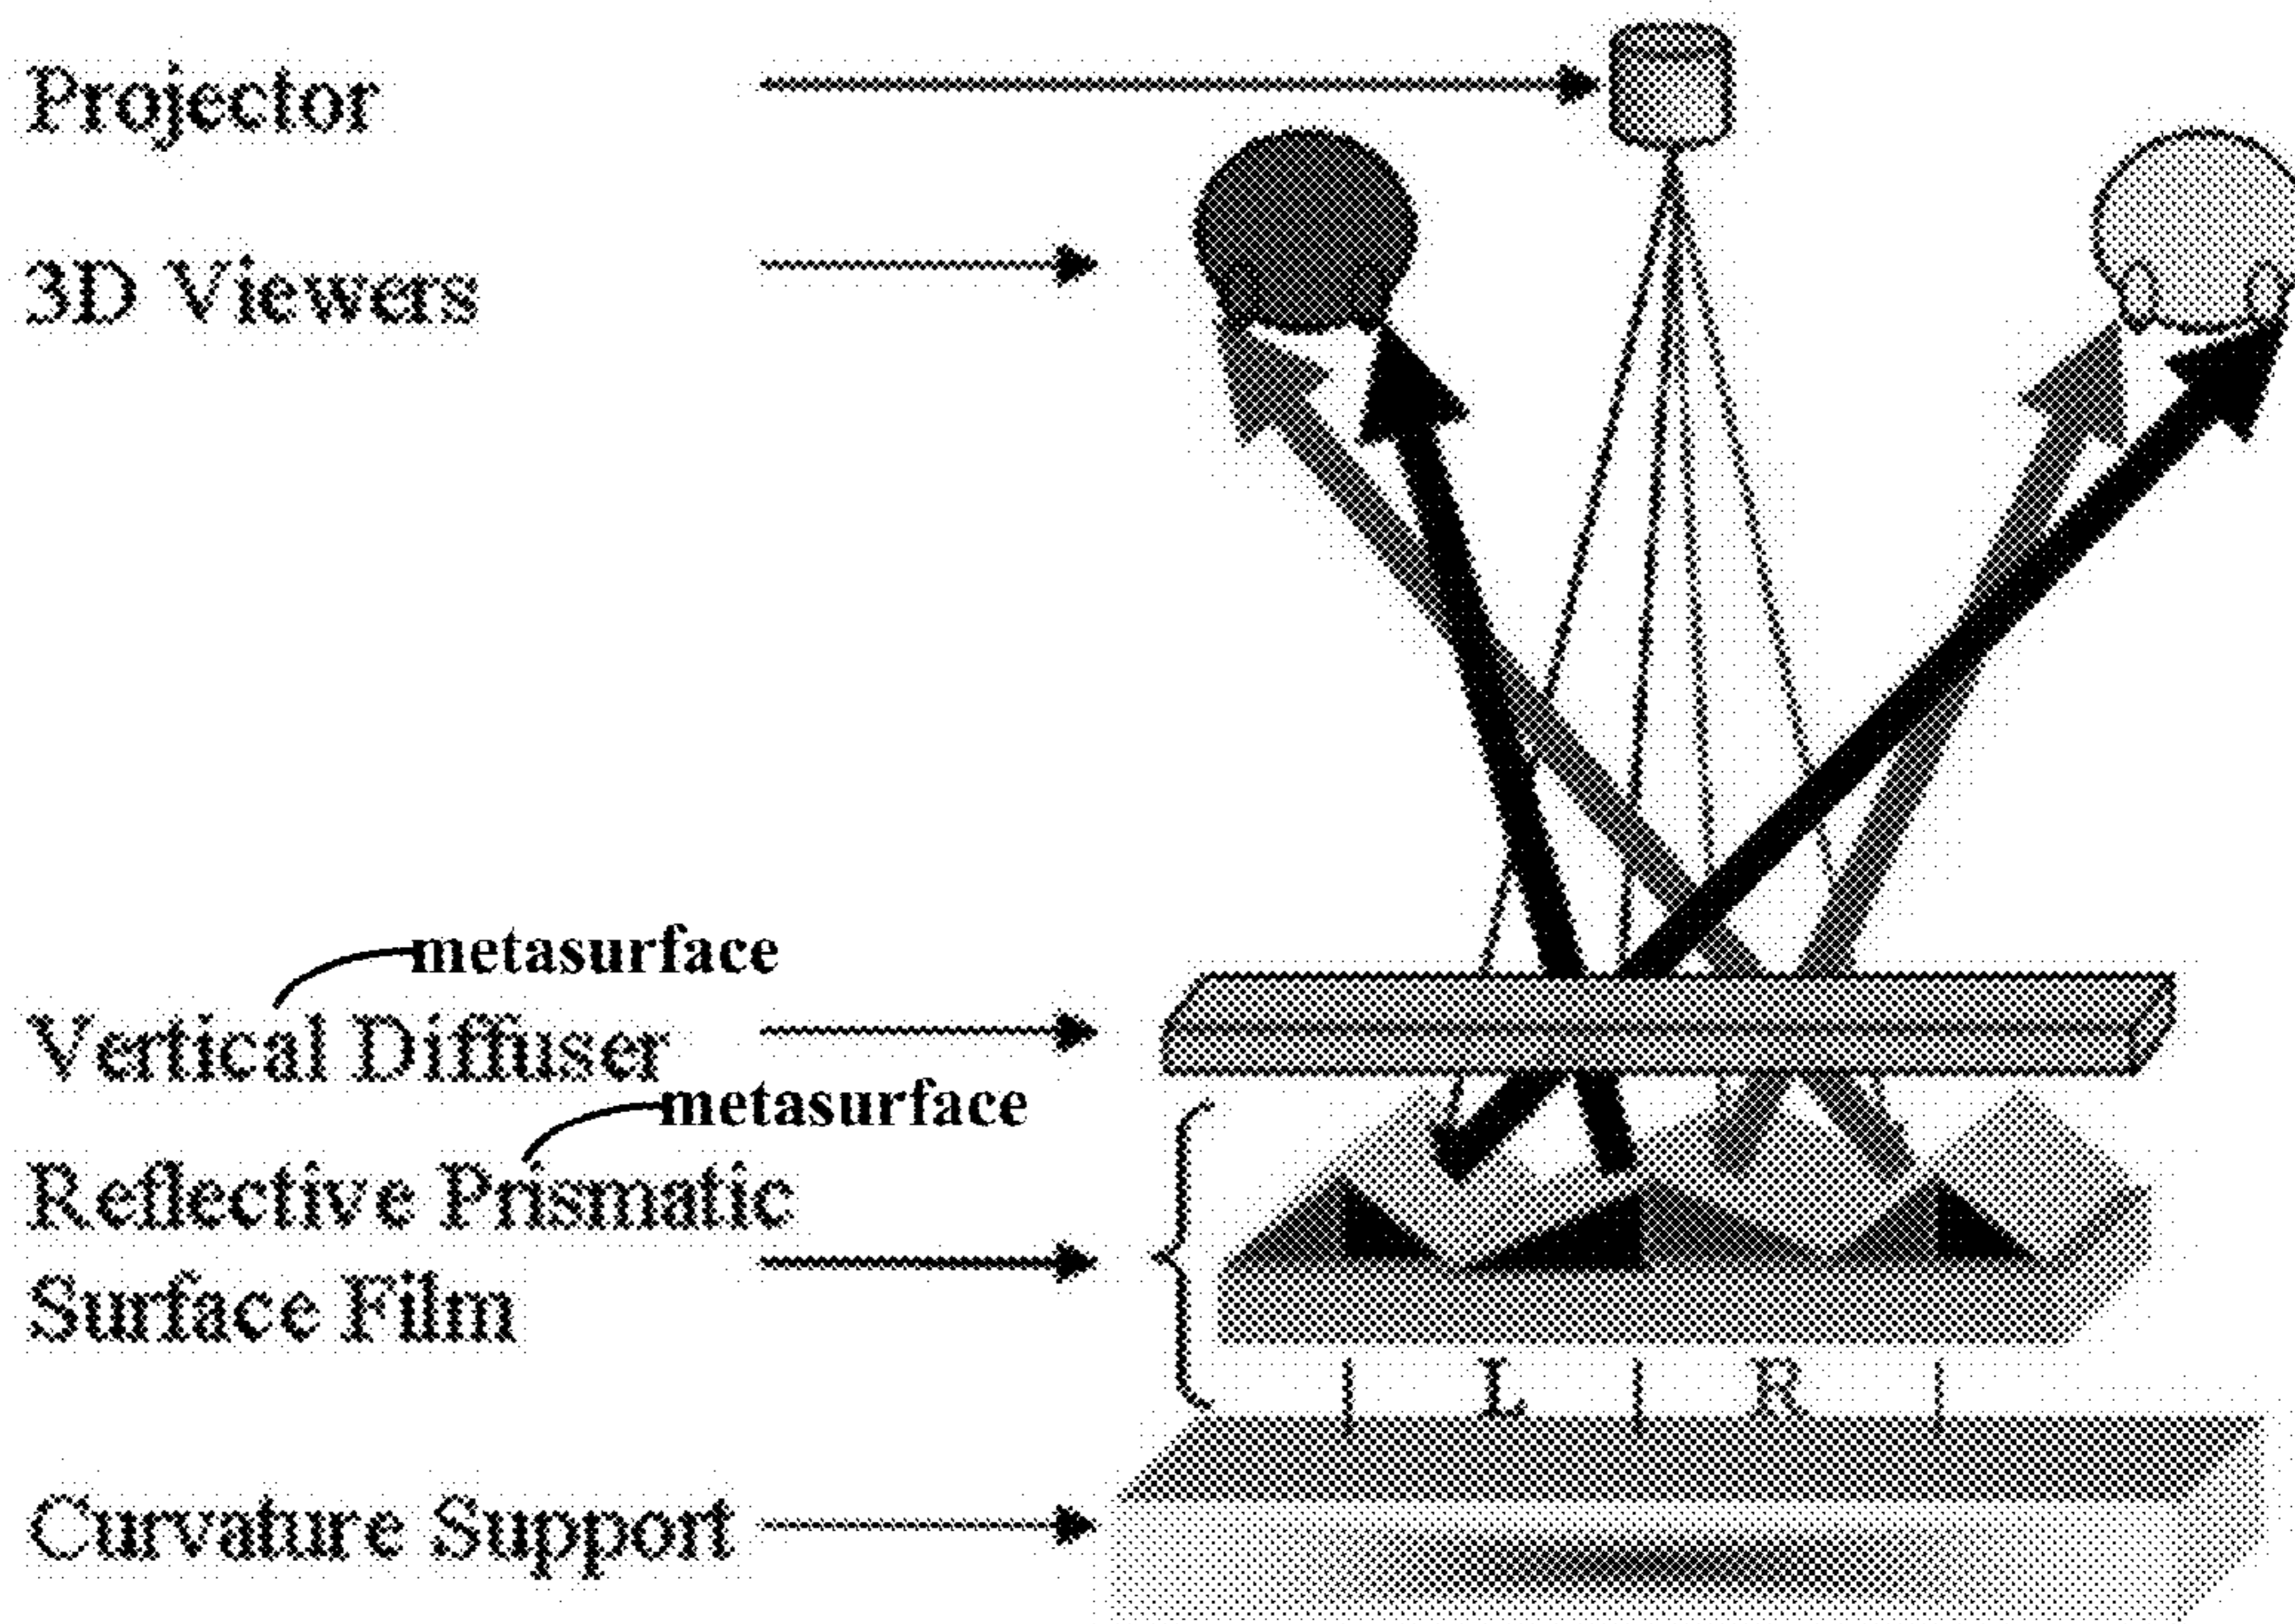 Projector
3D Viewers
metasurface
Vertical Diffuser
metasurface
Reflective Prismatic
Surface Film
L R
Curvature Support